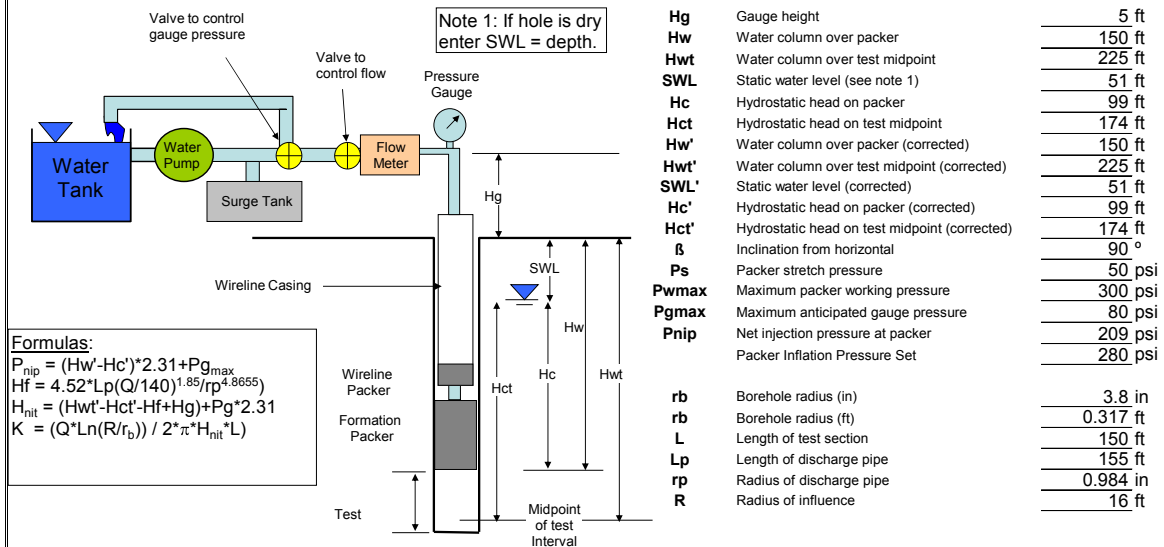 Valve to control
gauge pressure
Note 1: If hole is dry
enter SWL = depth.
Valve to
control flow
Pressure
Gauge
Water
Tank
Water
Pump
Flow
Meter
Surge Tank
Hg
SWL
Wireline Casing
Hw
Hct
Hc
Hwt
Wireline
Packer
Formation
Packer
Test
Midpoint
of test
Interval
Formulas:
P_nip = (Hw'-Hc')*2.31+Pg_max
Hf = 4.52*Lp(Q/140)^1.85/rp^4.8655)
H_nit = (Hwt'-Hct'-Hf+Hg)+Pg*2.31
K = (Q*Ln(R/r_b)) / 2*π*H_nit*L)
Hg Gauge height 5 ft
Hw Water column over packer 150 ft
Hwt Water column over test midpoint 225 ft
SWL Static water level (see note 1) 51 ft
Hc Hydrostatic head on packer 99 ft
Hct Hydrostatic head on test midpoint 174 ft
Hw' Water column over packer (corrected) 150 ft
Hwt' Water column over test midpoint (corrected) 225 ft
SWL' Static water level (corrected) 51 ft
Hc' Hydrostatic head on packer (corrected) 99 ft
Hct' Hydrostatic head on test midpoint (corrected) 174 ft
ß Inclination from horizontal 90 º
Ps Packer stretch pressure 50 psi
Pwmax Maximum packer working pressure 300 psi
Pgmax Maximum anticipated gauge pressure 80 psi
Pnip Net injection pressure at packer 209 psi
Packer Inflation Pressure Set 280 psi
rb Borehole radius (in) 3.8 in
rb Borehole radius (ft) 0.317 ft
L Length of test section 150 ft
Lp Length of discharge pipe 155 ft
rp Radius of discharge pipe 0.984 in
R Radius of influence 16 ft